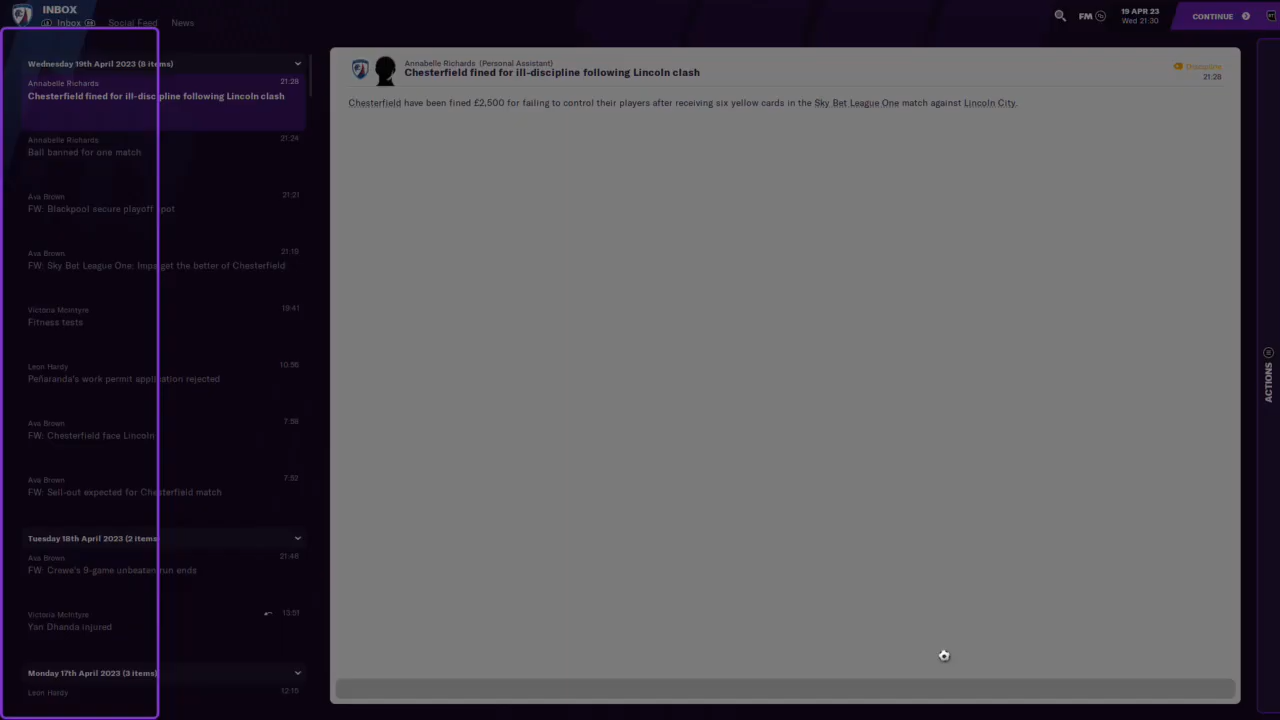 INBOX
Inbox
Social Feed
News
FM
19 APR 23
Wed 21:30
CONTINUE
Wednesday 19th April 2023 (8 items)
Annabelle Richards
21:28
Chesterfield fined for ill-discipline following Lincoln clash
Annabelle Richards
21:24
Ball banned for one match
Ava Brown
21:21
FW: Blackpool secure playoff spot
Ava Brown
21:19
FW: Sky Bet League One: Imps get the better of Chesterfield
Victoria McIntyre
19:41
Fitness tests
Leon Hardy
10:56
Peñaranda's work permit application rejected
Ava Brown
7:58
FW: Chesterfield face Lincoln
Ava Brown
7:52
FW: Sell-out expected for Chesterfield match
Tuesday 18th April 2023 (2 items)
Ava Brown
21:48
FW: Crewe's 9-game unbeaten run ends
Victoria McIntyre
13:51
Yan Dhanda injured
Monday 17th April 2023 (3 items)
Leon Hardy
12:15
Annabelle Richards (Personal Assistant)
Chesterfield fined for ill-discipline following Lincoln clash
Discipline
21:28
Chesterfield have been fined £2,500 for failing to control their players after receiving six yellow cards in the Sky Bet League One match against Lincoln City.
ACTIONS